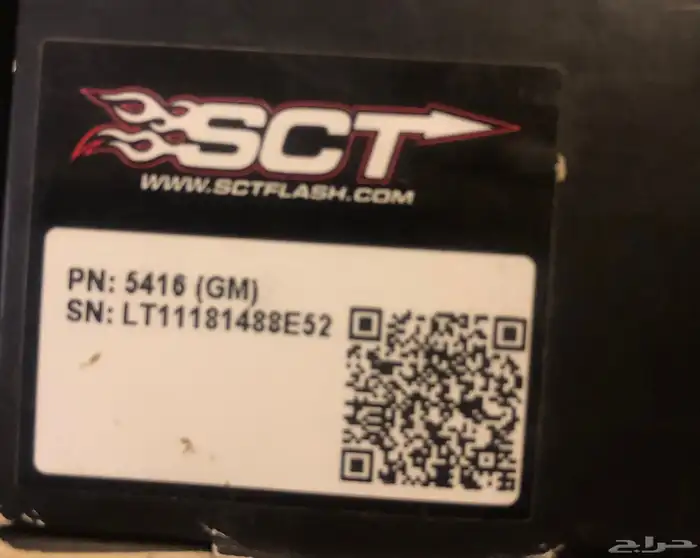 SCT
WWW.SCTFLASH.COM
PN: 5416 (GM)
SN: LT11181488E52
حراج